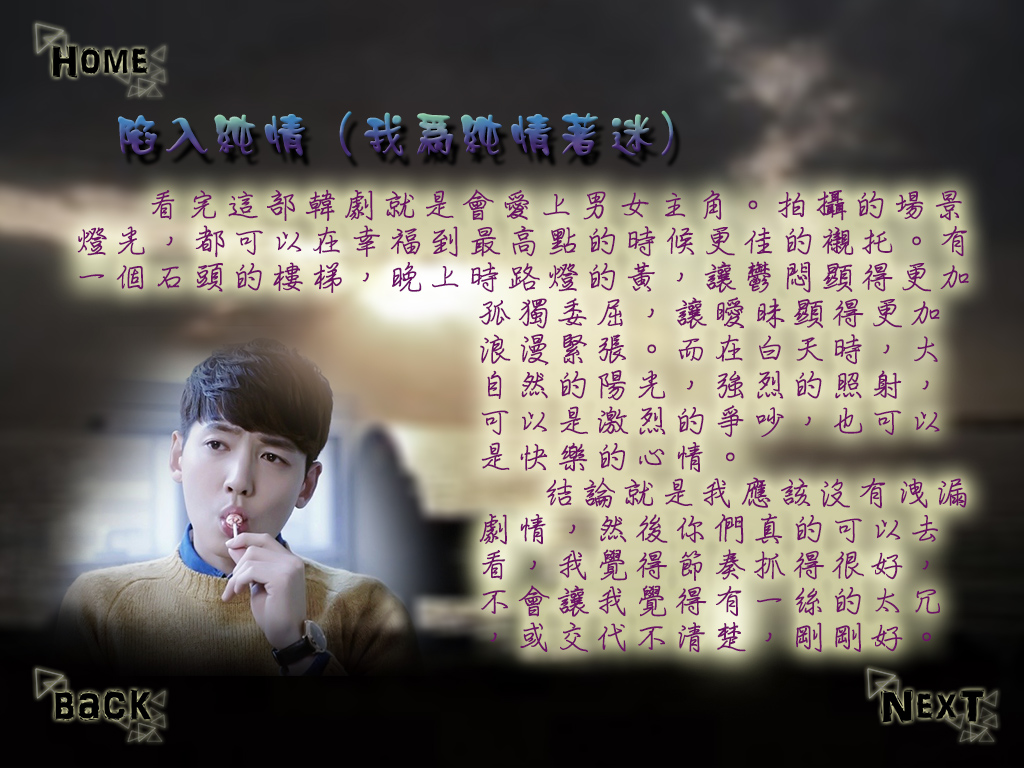 HOME
陷入純情（我為純情著迷）
看完這部韓劇就是會愛上男女主角。拍攝的場景
燈光，都可以在幸福到最高點的時候更佳的襯托。有
一個石頭的樓梯，晚上時路燈的黃，讓鬱悶顯得更加
孤獨委屈，讓曖昧顯得更加
浪漫緊張。而在白天時，大
自然的陽光，強烈的照射，
可以是激烈的爭吵，也可以
是快樂的心情。
結論就是我應該沒有洩漏
劇情，然後你們真的可以去
看，我覺得節奏抓得很好，
不會讓我覺得有一絲的太冗
，或交代不清楚，剛剛好。
BACK
NEXT